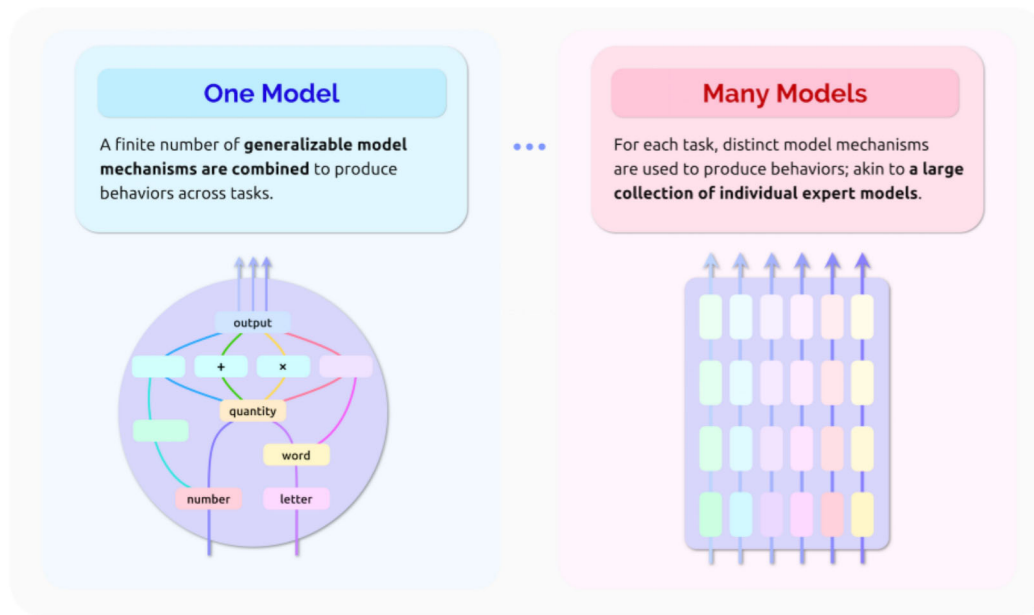 One Model
A finite number of generalizable model
mechanisms are combined to produce
behaviors across tasks.
Many Models
For each task, distinct model mechanisms
are used to produce behaviors; akin to a large
collection of individual expert models.
output
+
×
quantity
word
number
letter